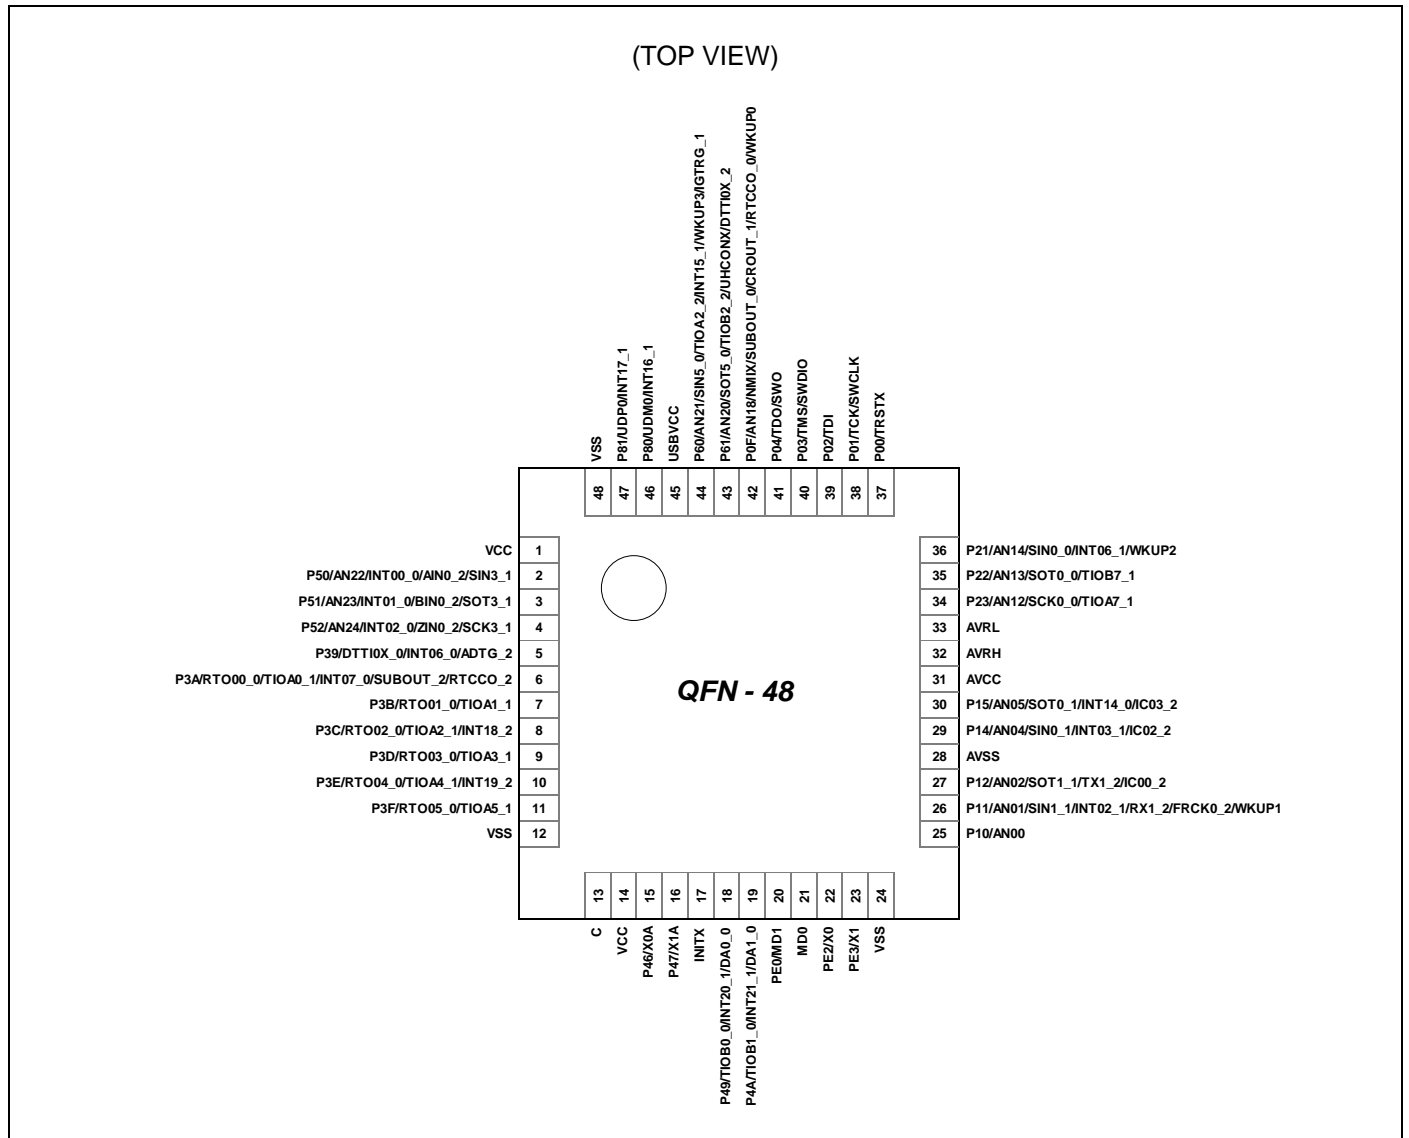 (TOP VIEW)
VSS
P81/UDP0/INT17_1
P80/UDM0/INT16_1
USBVCC
P60/AN21/SIN5_0/TIOA2_2/INT15_1/WKUP3/IGTRG_1
P61/AN20/SOT5_0/TIOB2_2/UHCONX/DTTI0X_2
P0F/AN18/NMIX/SUBOUT_0/CROUT_1/RTCCO_0/WKUP0
P04/TDO/SWO
P03/TMS/SWDIO
P02/TDI
P01/TCK/SWCLK
P00/TRSTX
48
47
46
45
44
43
42
41
40
39
38
37
VCC 1
P50/AN22/INT00_0/AIN0_2/SIN3_1 2
P51/AN23/INT01_0/BIN0_2/SOT3_1 3
P52/AN24/INT02_0/ZIN0_2/SCK3_1 4
P39/DTTI0X_0/INT06_0/ADTG_2 5
P3A/RTO00_0/TIOA0_1/INT07_0/SUBOUT_2/RTCCO_2 6
P3B/RTO01_0/TIOA1_1 7
P3C/RTO02_0/TIOA2_1/INT18_2 8
P3D/RTO03_0/TIOA3_1 9
P3E/RTO04_0/TIOA4_1/INT19_2 10
P3F/RTO05_0/TIOA5_1 11
VSS 12
QFN - 48
36 P21/AN14/SIN0_0/INT06_1/WKUP2
35 P22/AN13/SOT0_0/TIOB7_1
34 P23/AN12/SCK0_0/TIOA7_1
33 AVRL
32 AVRH
31 AVCC
30 P15/AN05/SOT0_1/INT14_0/IC03_2
29 P14/AN04/SIN0_1/INT03_1/IC02_2
28 AVSS
27 P12/AN02/SOT1_1/TX1_2/IC00_2
26 P11/AN01/SIN1_1/INT02_1/RX1_2/FRCK0_2/WKUP1
25 P10/AN00
13
14
15
16
17
18
19
20
21
22
23
24
C
VCC
P46/X0A
P47/X1A
INITX
P49/TIOB0_0/INT20_1/DA0_0
P4A/TIOB1_0/INT21_1/DA1_0
PE0/MD1
MD0
PE2/X0
PE3/X1
VSS